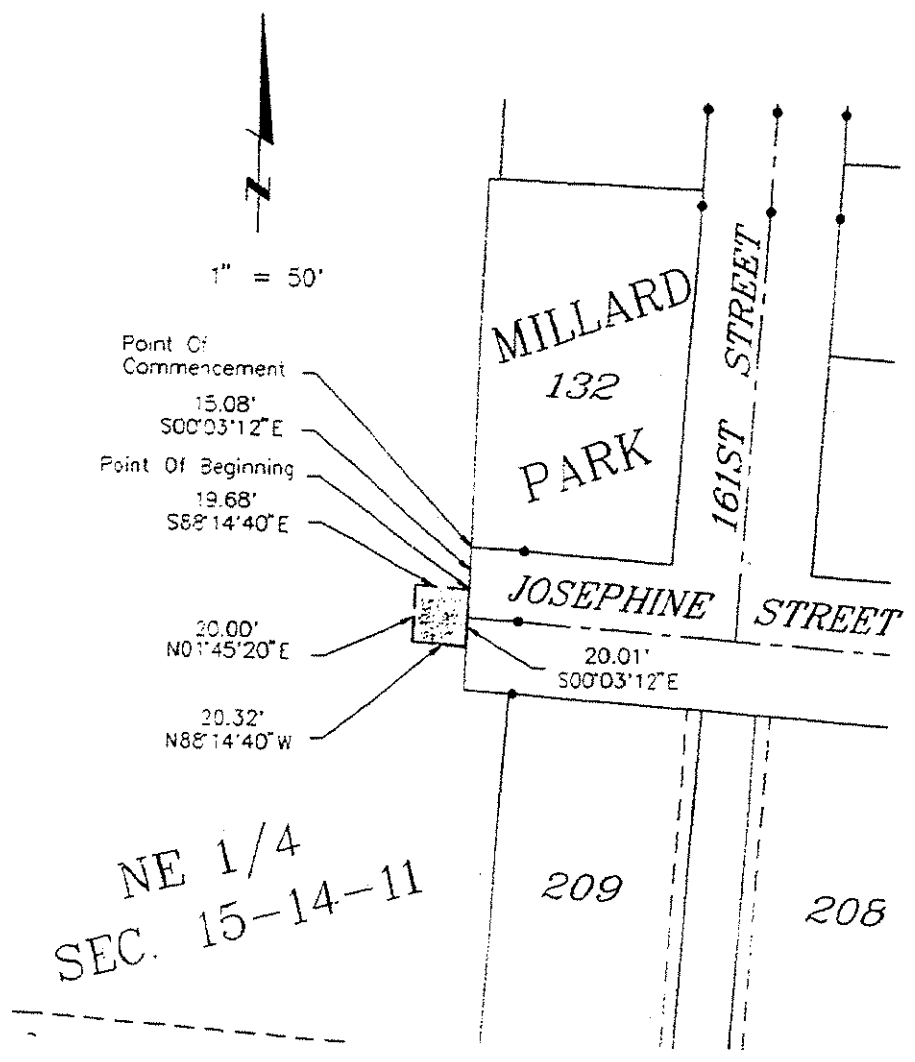 N
1" = 50'
Point Of
Commencement
15.08'
S00°03'12"E
Point Of Beginning
19.68'
S88°14'40"E
20.00'
N01°45'20"E
20.32'
N88°14'40"W
20.01'
S00°03'12"E
MILLARD
132
PARK
161ST STREET
JOSEPHINE STREET
NE 1/4
SEC. 15-14-11
209
208